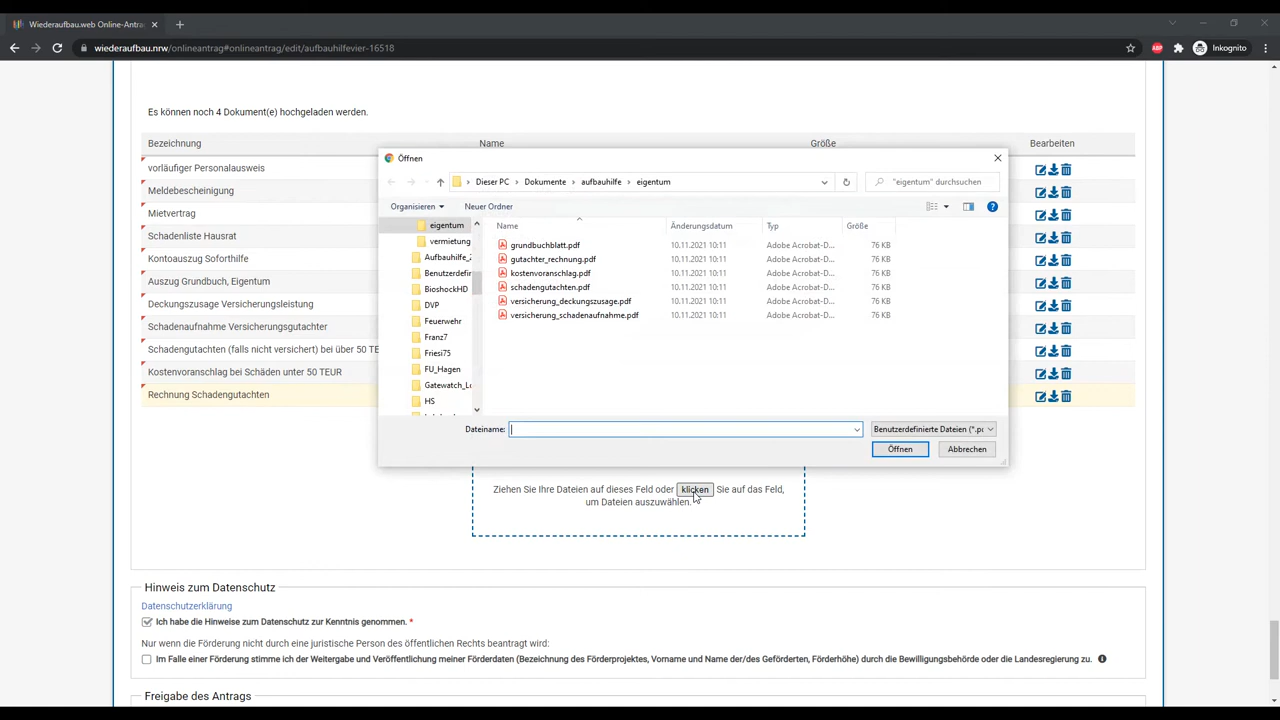 Wiederaufbau.web Online-Antra
wiederaufbau.nrw/onlineantrag#onlineantrag/edit/aufbauhilfevier-16518
ABP
Inkognito
Es können noch 4 Dokument(e) hochgeladen werden.
Bezeichnung Name Größe Bearbeiten
vorläufiger Personalausweis
Meldebescheinigung
Mietvertrag
Schadenliste Hausrat
Kontoauszug Soforthilfe
Auszug Grundbuch, Eigentum
Deckungszusage Versicherungsleistung
Schadenaufnahme Versicherungsgutachter
Schadengutachten (falls nicht versichert) bei über 50 TE
Kostenvoranschlag bei Schäden unter 50 TEUR
Rechnung Schadengutachten
Öffnen
Dieser PC > Dokumente > aufbauhilfe > eigentum
"eigentum" durchsuchen
Organisieren Neuer Ordner
eigentum
vermietung
Aufbauhilfe_2
Benutzerdefin
BioshockHD
DVP
Feuerwehr
Franz7
Friesi75
FU_Hagen
Gatewatch_Lo
HS
Name Änderungsdatum Typ Größe
grundbuchblatt.pdf 10.11.2021 10:11 Adobe Acrobat-D... 76 KB
gutachter_rechnung.pdf 10.11.2021 10:11 Adobe Acrobat-D... 76 KB
kostenvoranschlag.pdf 10.11.2021 10:11 Adobe Acrobat-D... 76 KB
schadengutachten.pdf 10.11.2021 10:11 Adobe Acrobat-D... 76 KB
versicherung_deckungszusage.pdf 10.11.2021 10:11 Adobe Acrobat-D... 76 KB
versicherung_schadenaufnahme.pdf 10.11.2021 10:11 Adobe Acrobat-D... 76 KB
Dateiname:
Benutzerdefinierte Dateien (*.pd
Öffnen Abbrechen
Ziehen Sie Ihre Dateien auf dieses Feld oder klicken Sie auf das Feld,
um Dateien auszuwählen.
Hinweis zum Datenschutz
Datenschutzerklärung
Ich habe die Hinweise zum Datenschutz zur Kenntnis genommen. *
Nur wenn die Förderung nicht durch eine juristische Person des öffentlichen Rechts beantragt wird:
Im Falle einer Förderung stimme ich der Weitergabe und Veröffentlichung meiner Förderdaten (Bezeichnung des Förderprojektes, Vorname und Name der/des Geförderten, Förderhöhe) durch die Bewilligungsbehörde oder die Landesregierung zu.
Freigabe des Antrags